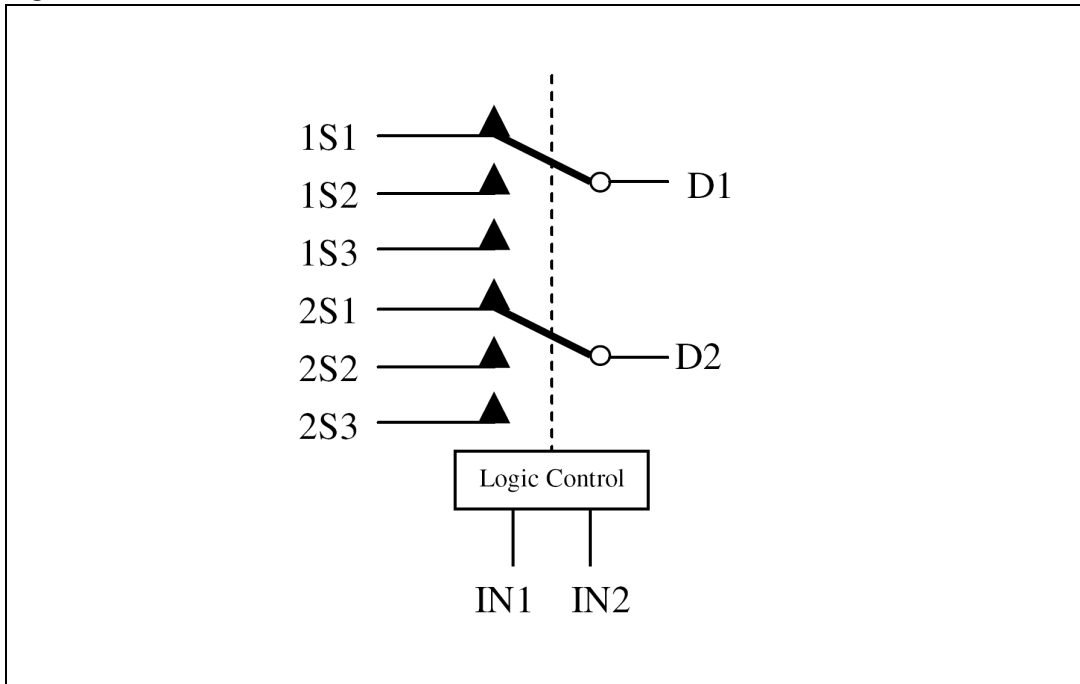 1S1
1S2
D1
1S3
2S1
2S2
D2
2S3
Logic Control
IN1 IN2